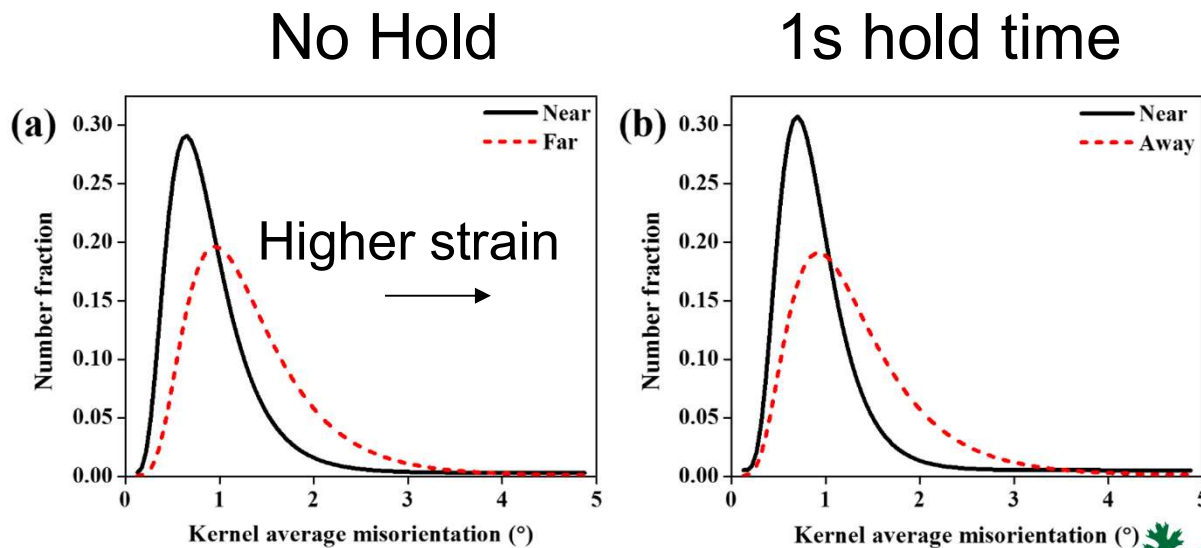 No Hold
1s hold time
(a)
Near
Far
0.30
0.25
0.20
0.15
0.10
0.05
0.00
Number fraction
Higher strain
0 1 2 3 4 5
Kernel average misorientation (°)
(b)
Near
Away
0.30
0.25
0.20
0.15
0.10
0.05
0.00
Number fraction
0 1 2 3 4 5
Kernel average misorientation (°)